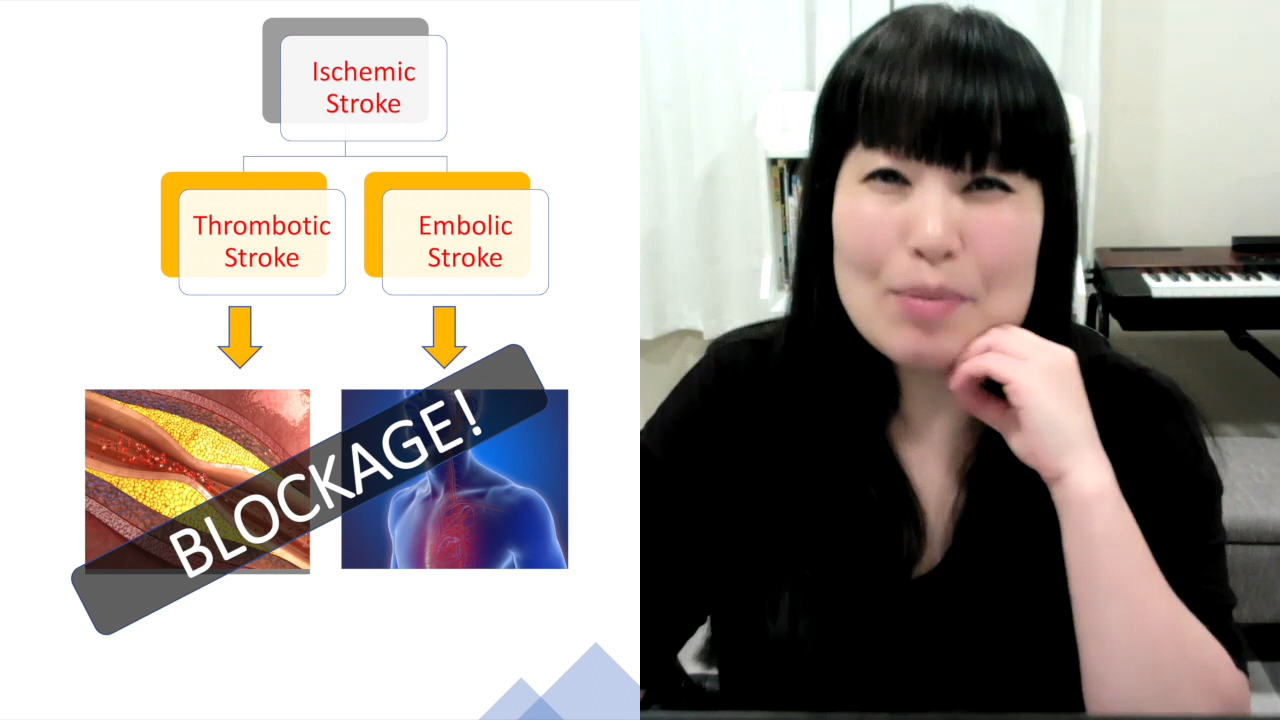 Ischemic
Stroke
Thrombotic
Stroke
Embolic
Stroke
BLOCKAGE!